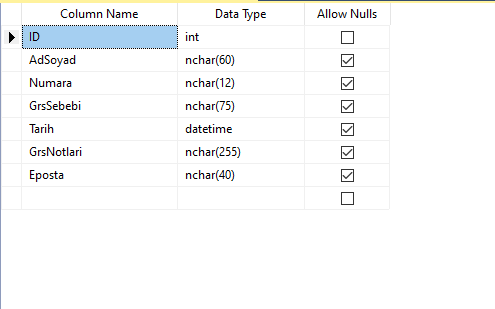 Column Name Data Type Allow Nulls
ID int
AdSoyad nchar(60)
Numara nchar(12)
GrsSebebi nchar(75)
Tarih datetime
GrsNotlari nchar(255)
Eposta nchar(40)